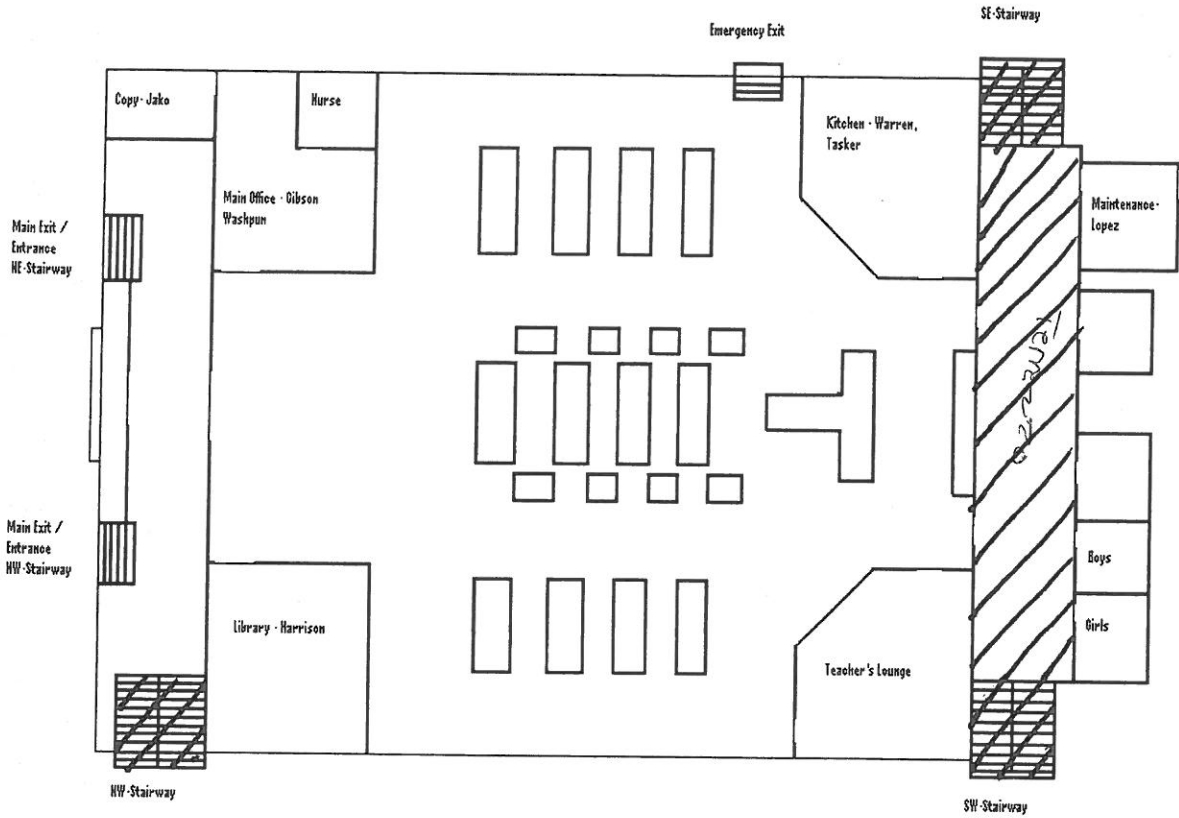 SE-Stairway
Emergency Exit
Copy - Jako
Nurse
Kitchen - Warren,
Tasker
Main Office - Gibson
Washpun
Maintenance-
Lopez
Main Exit /
Entrance
NE-Stairway
Main Exit /
Entrance
NW-Stairway
Boys
Library - Harrison
Girls
Teacher's Lounge
NW-Stairway
SW-Stairway